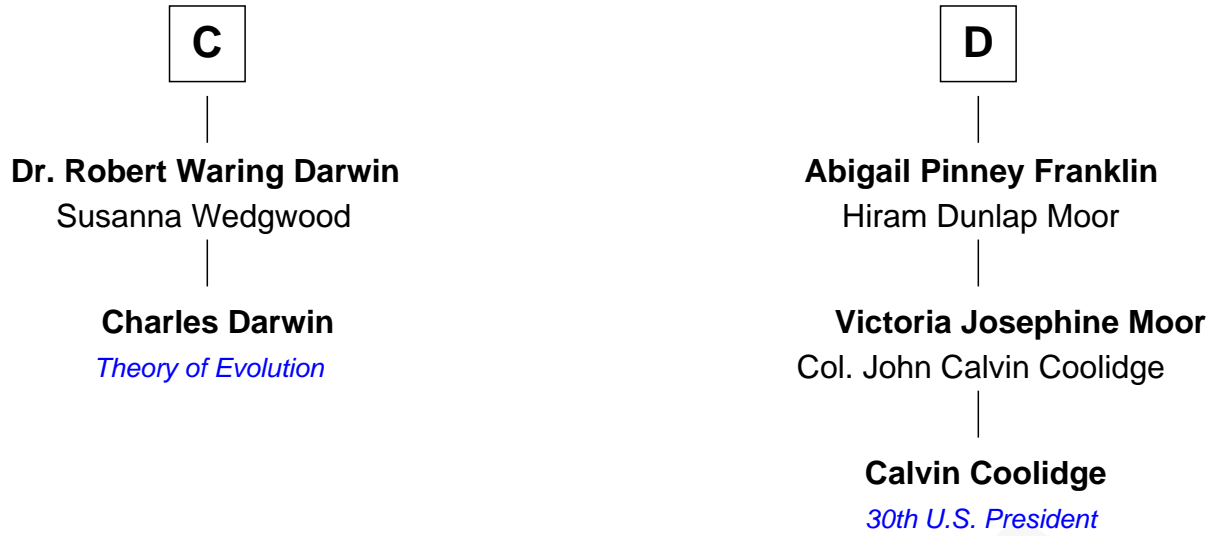 C
Dr. Robert Waring Darwin
Susanna Wedgwood
Charles Darwin
Theory of Evolution
D
Abigail Pinney Franklin
Hiram Dunlap Moor
Victoria Josephine Moor
Col. John Calvin Coolidge
Calvin Coolidge
30th U.S. President